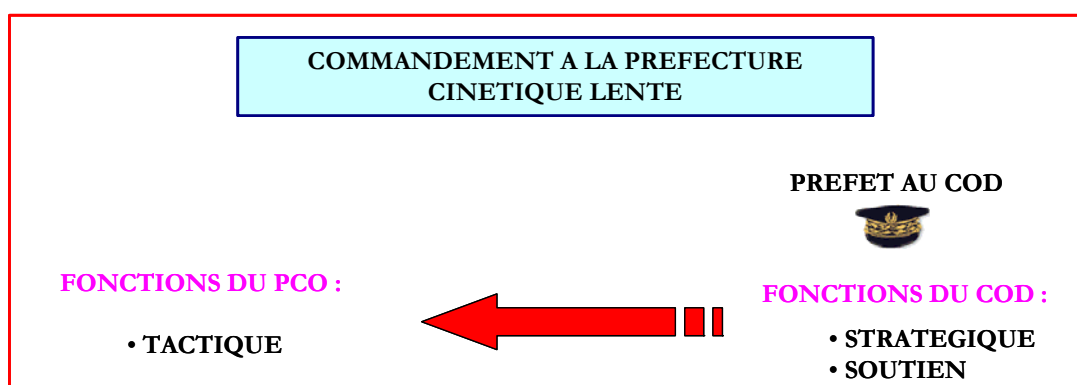 COMMANDEMENT A LA PREFECTURE
CINETIQUE LENTE
PREFET AU COD
FONCTIONS DU PCO :
• TACTIQUE
FONCTIONS DU COD :
• STRATEGIQUE
• SOUTIEN